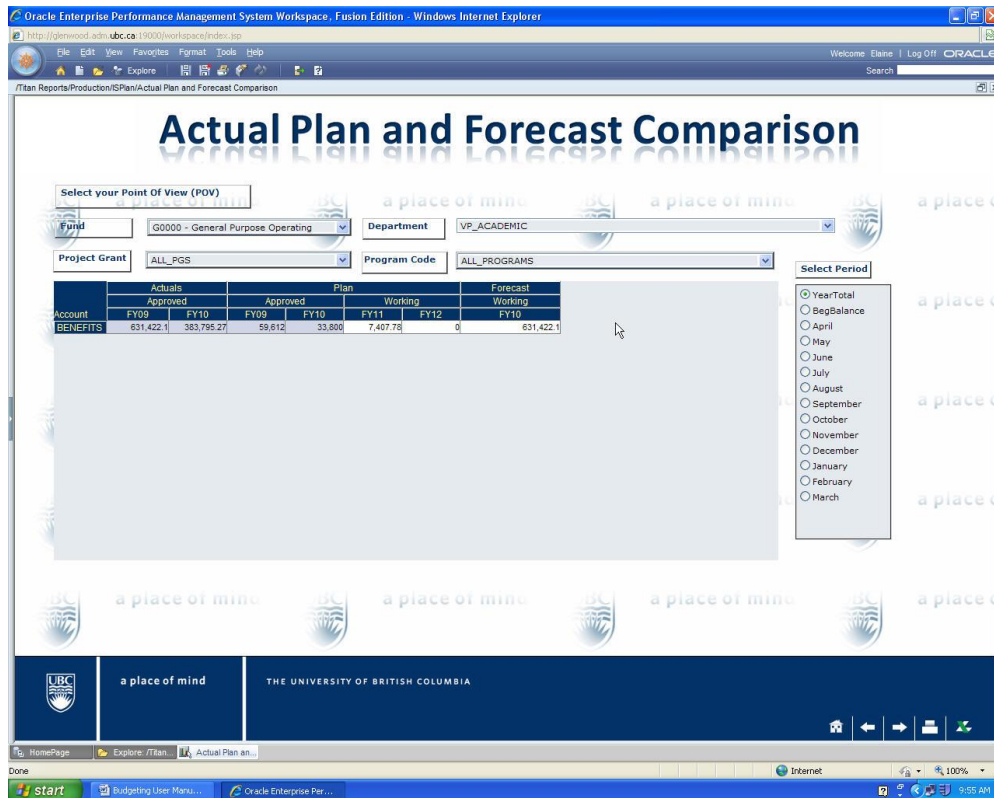 Oracle Enterprise Performance Management System Workspace, Fusion Edition - Windows Internet Explorer
http://glenwood.adm.ubc.ca:19000/workspace/index.jsp
File Edit View Favorites Format Tools Help
Welcome Elaine | Log Off ORACLE
Explore
Search
/Titan Reports/Production/ISPlan/Actual Plan and Forecast Comparison
Actual Plan and Forecast Comparison
Select your Point Of View (POV)
Fund G0000 - General Purpose Operating Department VP_ACADEMIC
Project Grant ALL_PGS Program Code ALL_PROGRAMS
Select Period
Actuals Plan Forecast
Approved Approved Working Working
Account FY09 FY10 FY09 FY10 FY11 FY12 FY10
BENEFITS 631,422.1 383,795.27 59,612 33,800 7,407.78 0 631,422.1
YearTotal
BegBalance
April
May
June
July
August
September
October
November
December
January
February
March
a place of mind UBC a place of mind
UBC a place of mind THE UNIVERSITY OF BRITISH COLUMBIA
HomePage Explore: /Titan... Actual Plan an...
Done Internet 100%
start Budgeting User Manu... Oracle Enterprise Per... 9:55 AM